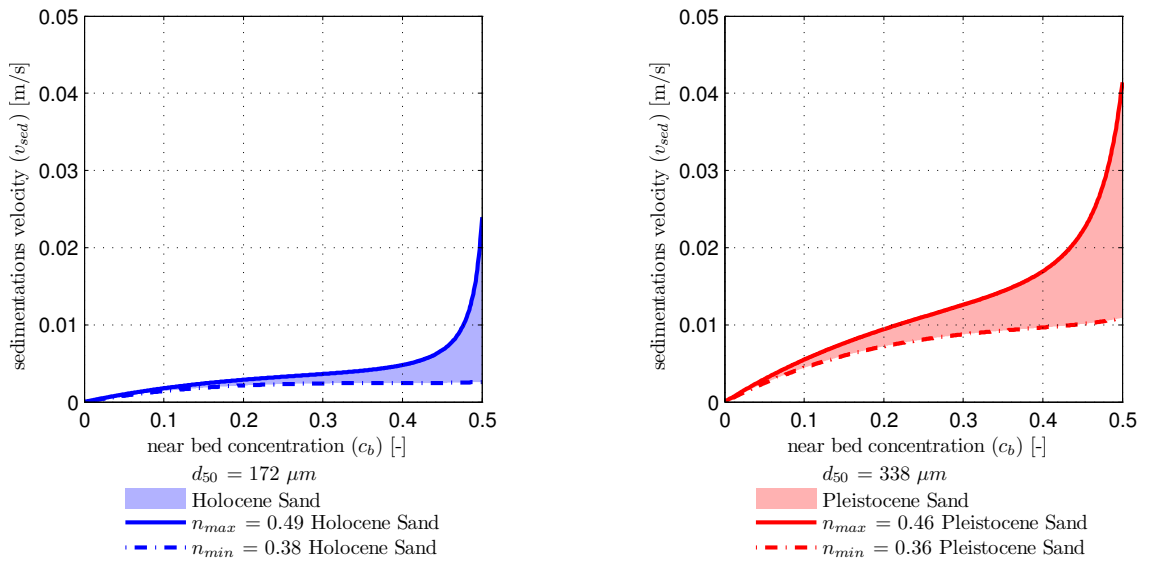 0.05
0.04
0.03
0.02
0.01
0
sedimentations velocity (v_sed) [m/s]
0 0.1 0.2 0.3 0.4 0.5
near bed concentration (c_b) [-]
d_50 = 172 μm
Holocene Sand
n_max = 0.49 Holocene Sand
n_min = 0.38 Holocene Sand
0.05
0.04
0.03
0.02
0.01
0
sedimentations velocity (v_sed) [m/s]
0 0.1 0.2 0.3 0.4 0.5
near bed concentration (c_b) [-]
d_50 = 338 μm
Pleistocene Sand
n_max = 0.46 Pleistocene Sand
n_min = 0.36 Pleistocene Sand